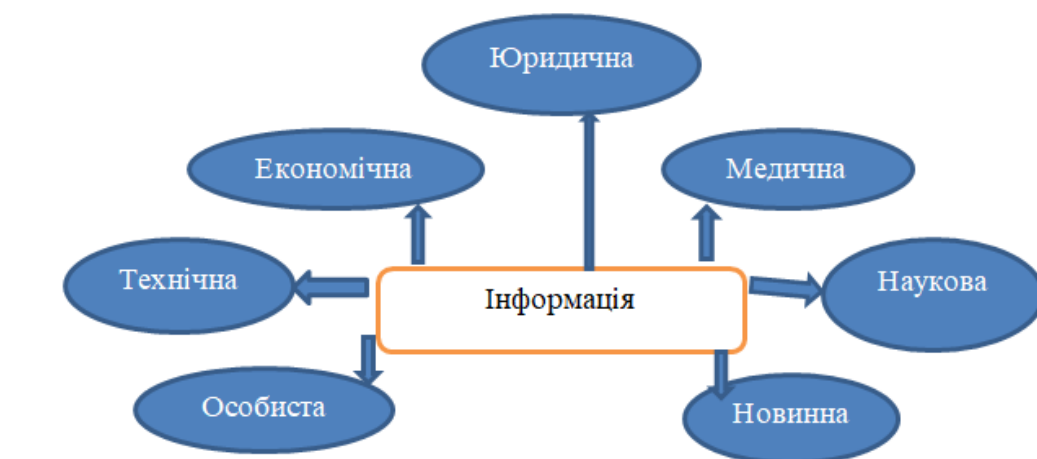 Юридична
Економічна
Медична
Технічна
Інформація
Наукова
Особиста
Новинна